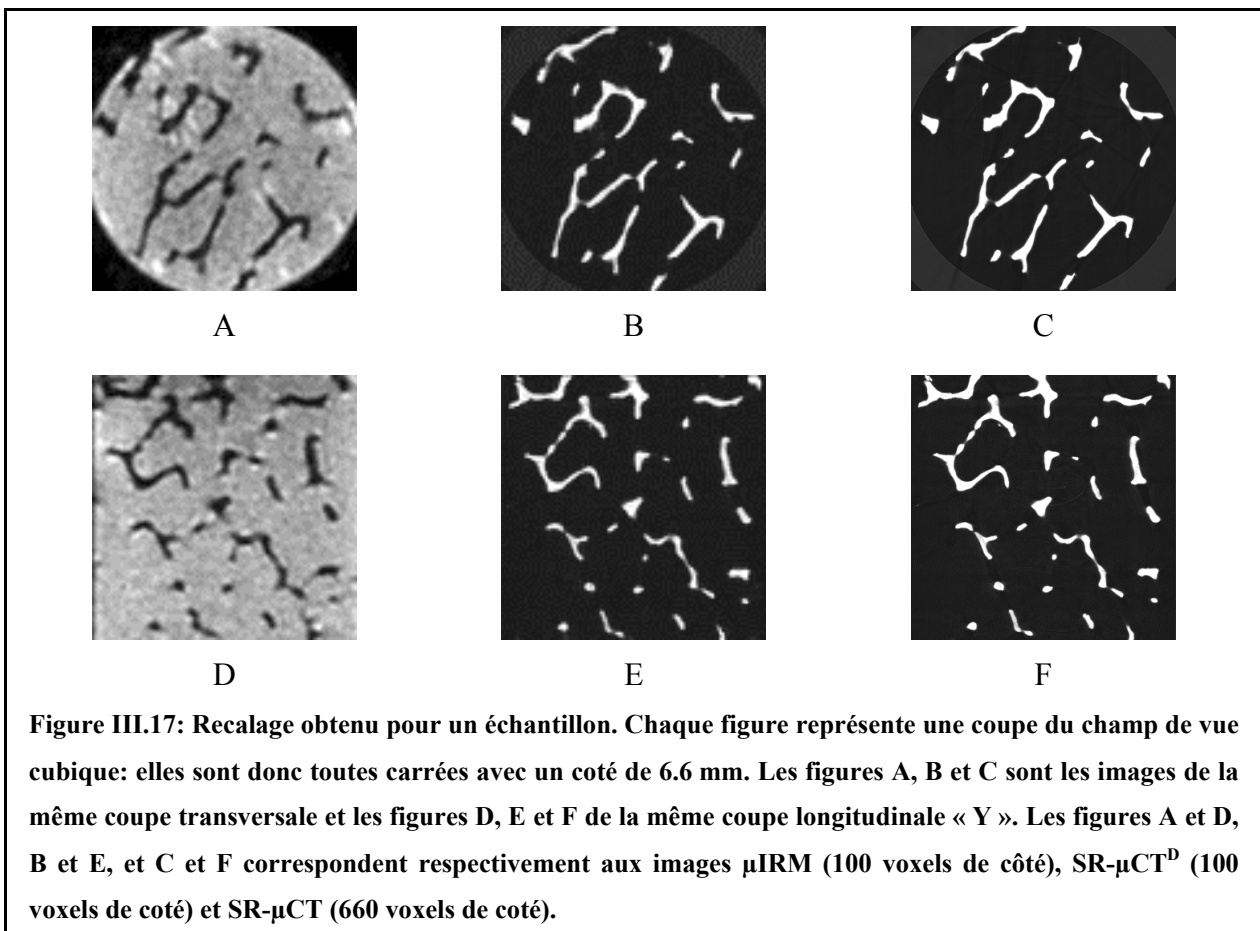 A B C
D E F
Figure III.17: Recalage obtenu pour un échantillon. Chaque figure représente une coupe du champ de vue
cubique: elles sont donc toutes carrées avec un coté de 6.6 mm. Les figures A, B et C sont les images de la
même coupe transversale et les figures D, E et F de la même coupe longitudinale « Y ». Les figures A et D,
B et E, et C et F correspondent respectivement aux images μIRM (100 voxels de côté), SR-μCTᴰ (100
voxels de coté) et SR-μCT (660 voxels de coté).